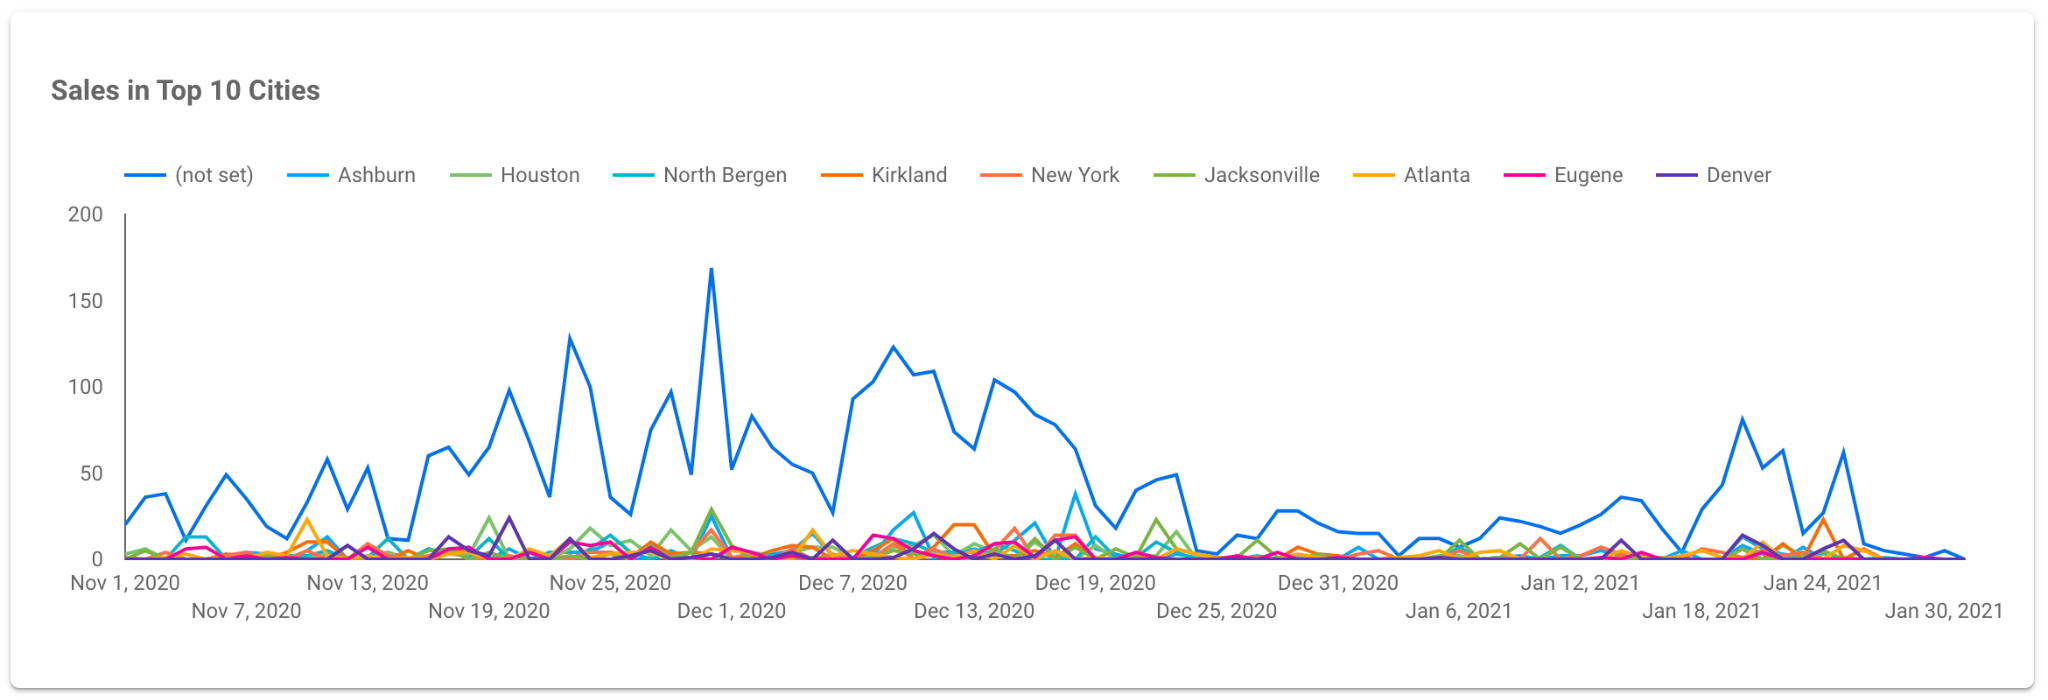 Sales in Top 10 Cities
(not set) Ashburn Houston North Bergen Kirkland New York Jacksonville Atlanta Eugene Denver
200
150
100
50
0
Nov 1, 2020 Nov 13, 2020 Nov 25, 2020 Dec 7, 2020 Dec 19, 2020 Dec 31, 2020 Jan 12, 2021 Jan 24, 2021
Nov 7, 2020 Nov 19, 2020 Dec 1, 2020 Dec 13, 2020 Dec 25, 2020 Jan 6, 2021 Jan 18, 2021 Jan 30, 2021